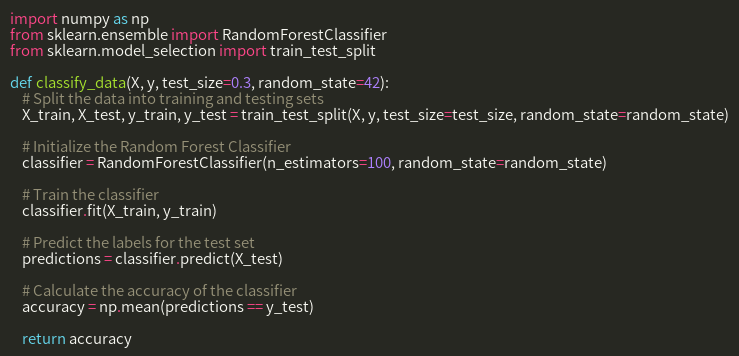 import numpy as np
from sklearn.ensemble import RandomForestClassifier
from sklearn.model_selection import train_test_split

def classify_data(X, y, test_size=0.3, random_state=42):
    # Split the data into training and testing sets
    X_train, X_test, y_train, y_test = train_test_split(X, y, test_size=test_size, random_state=random_state)

    # Initialize the Random Forest Classifier
    classifier = RandomForestClassifier(n_estimators=100, random_state=random_state)

    # Train the classifier
    classifier.fit(X_train, y_train)

    # Predict the labels for the test set
    predictions = classifier.predict(X_test)

    # Calculate the accuracy of the classifier
    accuracy = np.mean(predictions == y_test)

    return accuracy